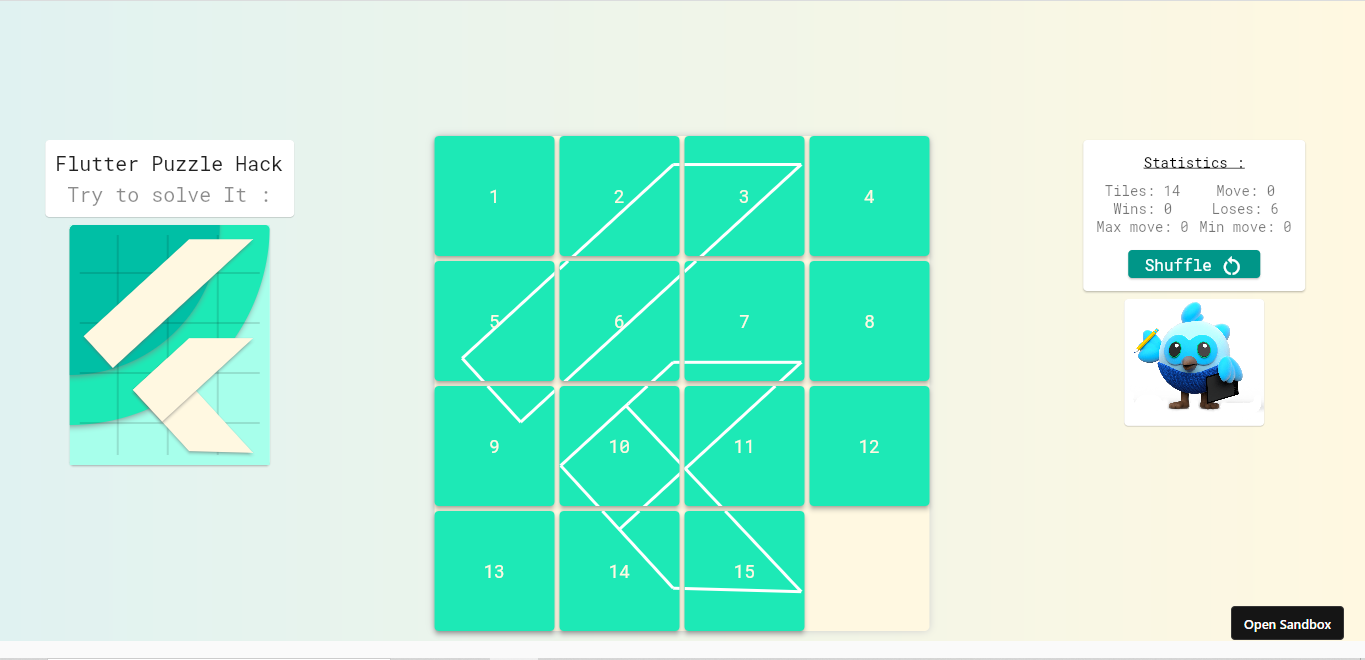 Flutter Puzzle Hack
Try to solve It :
1 2 3 4
5 6 7 8
9 10 11 12
13 14 15
Statistics :
Tiles: 14 Move: 0
Wins: 0 Loses: 6
Max move: 0 Min move: 0
Shuffle
Open Sandbox